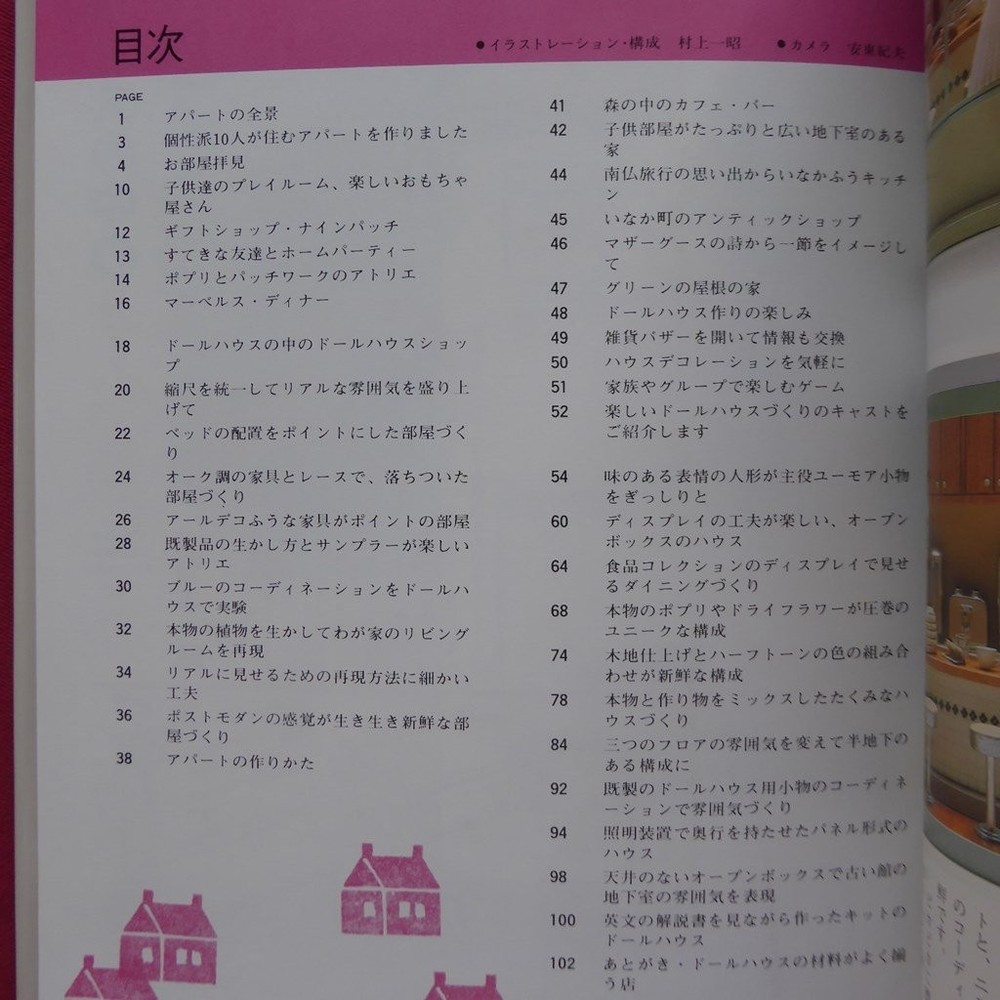 目次
●イラストレーション・構成 村上一昭 ●カメラ 安東紀夫
PAGE
1 アパートの全景
3 個性派10人が住むアパートを作りました
4 お部屋拝見
10 子供達のプレイルーム、楽しいおもちゃ
屋さん
12 ギフトショップ・ナインパッチ
13 すてきな友達とホームパーティー
14 ポプリとパッチワークのアトリエ
16 マーベルス・ディナー
18 ドールハウスの中のドールハウスショッ
プ
20 縮尺を統一してリアルな雰囲気を盛り上
げて
22 ベッドの配置をポイントにした部屋づく
り
24 オーク調の家具とレースで、落ちついた
部屋づくり
26 アールデコふうな家具がポイントの部屋
28 既製品の生かし方とサンプラーが楽しい
アトリエ
30 ブルーのコーディネーションをドールハ
ウスで実験
32 本物の植物を生かしてわが家のリビング
ルームを再現
34 リアルに見せるための再現方法に細かい
工夫
36 ポストモダンの感覚が生き生き新鮮な部
屋づくり
38 アパートの作りかた
41 森の中のカフェ・バー
42 子供部屋がたっぷりと広い地下室のある
家
44 南仏旅行の思い出からいなかふうキッチ
ン
45 いなか町のアンティックショップ
46 マザーグースの詩から一節をイメージし
て
47 グリーンの屋根の家
48 ドールハウス作りの楽しみ
49 雑貨バザーを開いて情報も交換
50 ハウスデコレーションを気軽に
51 家族やグループで楽しむゲーム
52 楽しいドールハウスづくりのキャストを
ご紹介します
54 味のある表情の人形が主役ユーモア小物
をぎっしりと
60 ディスプレイの工夫が楽しい、オープン
ボックスのハウス
64 食品コレクションのディスプレイで見せ
るダイニングづくり
68 本物のポプリやドライフラワーが圧巻の
ユニークな構成
74 木地仕上げとハーフトーンの色の組み合
わせが新鮮な構成
78 本物と作り物をミックスしたたくみなハ
ウスづくり
84 三つのフロアの雰囲気を変えて半地下の
ある構成に
92 既製のドールハウス用小物のコーディネ
ーションで雰囲気づくり
94 照明装置で奥行を持たせたパネル形式の
ハウス
98 天井のないオープンボックスで古い館の
地下室の雰囲気を表現
100 英文の解説書を見ながら作ったキットの
ドールハウス
102 あとがき・ドールハウスの材料がよく揃
う店